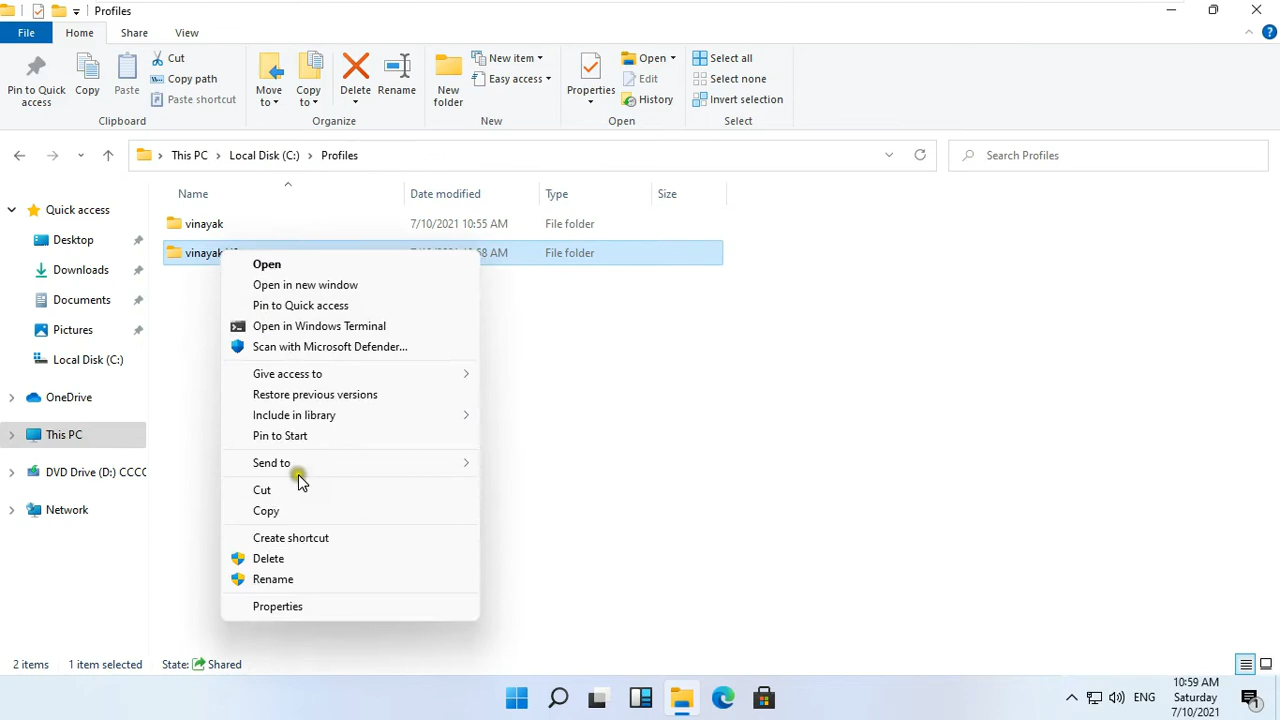 Profiles
File Home Share View
Pin to Quick access
Copy
Paste
Cut
Copy path
Paste shortcut
Clipboard
Move to
Copy to
Delete
Rename
Organize
New folder
New item
Easy access
New
Properties
Open
Edit
History
Open
Select all
Select none
Invert selection
Select
This PC Local Disk (C:) Profiles
Search Profiles
Name Date modified Type Size
vinayak 7/10/2021 10:55 AM File folder
vinayak AM File folder
Quick access
Desktop
Downloads
Documents
Pictures
Local Disk (C:)
OneDrive
This PC
DVD Drive (D:) CCCO
Network
Open
Open in new window
Pin to Quick access
Open in Windows Terminal
Scan with Microsoft Defender...
Give access to
Restore previous versions
Include in library
Pin to Start
Send to
Cut
Copy
Create shortcut
Delete
Rename
Properties
2 items 1 item selected State: Shared
ENG
10:59 AM
Saturday
7/10/2021
1